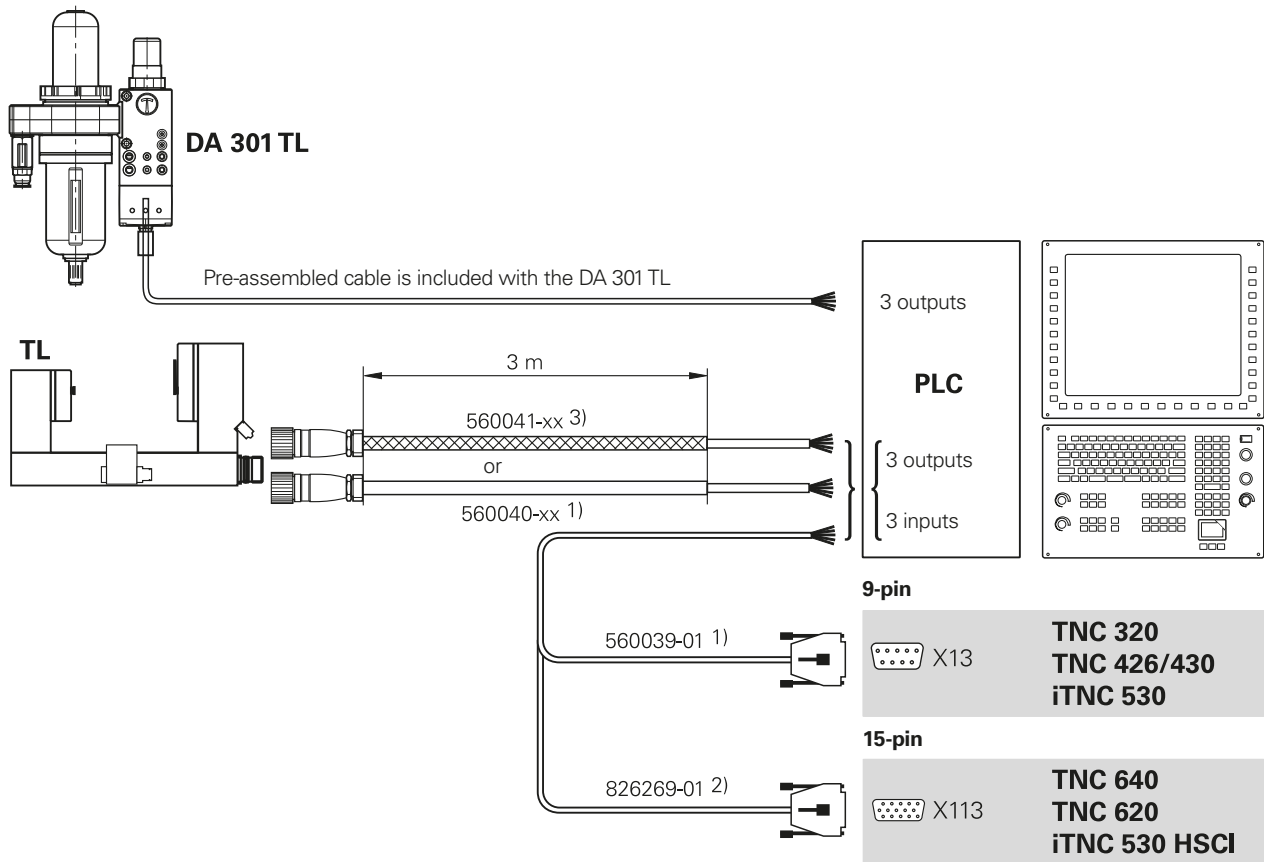 DA 301 TL
Pre-assembled cable is included with the DA 301 TL
3 outputs
TL
3 m
PLC
560041-xx 3)
or
3 outputs
560040-xx 1)
3 inputs
9-pin
560039-01 1)
X13
TNC 320
TNC 426/430
iTNC 530
15-pin
826269-01 2)
X113
TNC 640
TNC 620
iTNC 530 HSCI